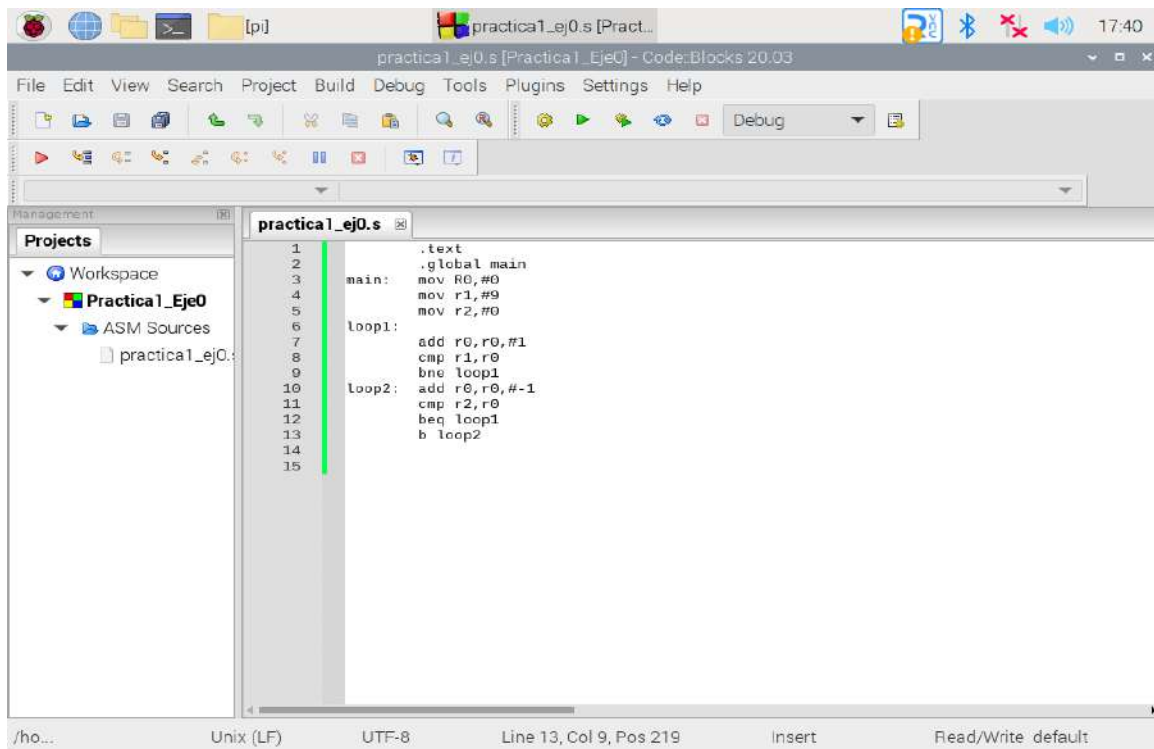 [pi]
practica1_ej0.s [Pract...
17:40
practica1_ej0.s [Practica1_Eje0] - Code::Blocks 20.03
File Edit View Search Project Build Debug Tools Plugins Settings Help
Debug
Management
Projects
Workspace
Practica1_Eje0
ASM Sources
practica1_ej0.s
practica1_ej0.s
1 .text
2 .global main
3 main: mov R0,#0
4 mov r1,#9
5 mov r2,#0
6 loop1:
7 add r0,r0,#1
8 cmp r1,r0
9 bne loop1
10 loop2: add r0,r0,#-1
11 cmp r2,r0
12 beq loop1
13 b loop2
14
15
/ho... Unix (LF) UTF-8 Line 13, Col 9, Pos 219 Insert Read/Write default